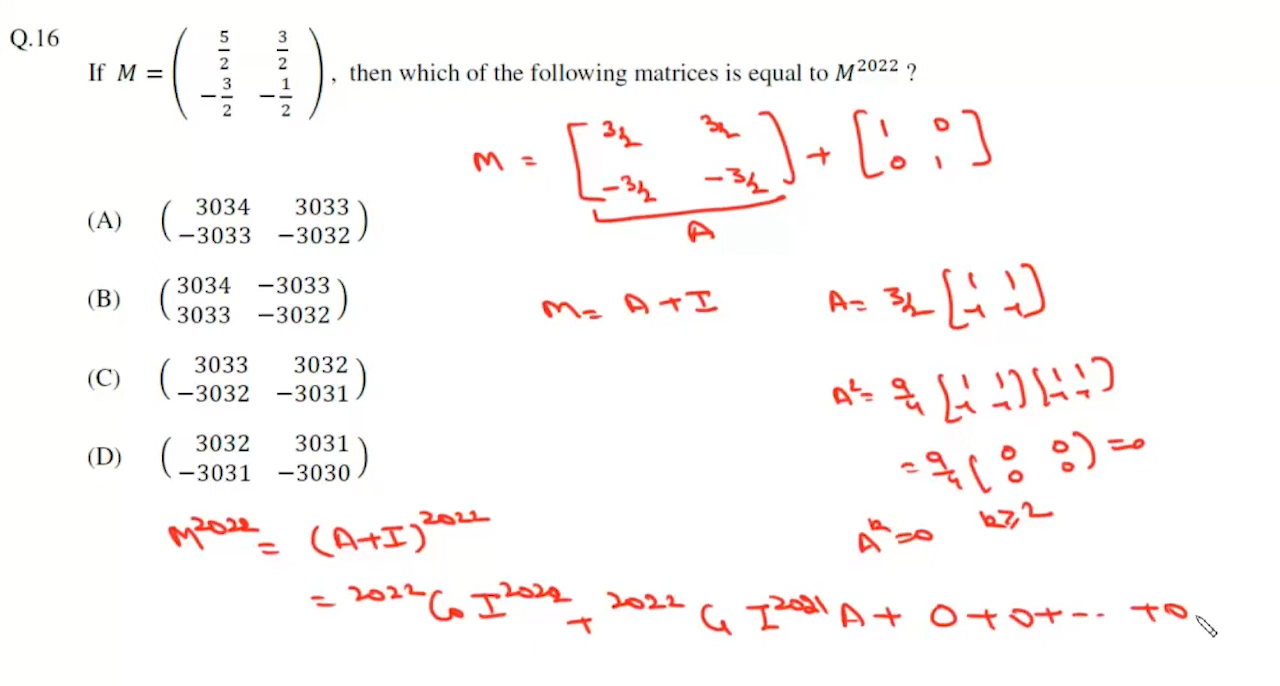 Q.16
If M = ( 5/2 3/2 ; −3/2 −1/2 ), then which of the following matrices is equal to M^2022 ?
M = [ 3/2 3/2 ; −3/2 −3/2 ] + [ 1 0 ; 0 1 ]
A
(A) ( 3034 3033 ; −3033 −3032 )
(B) ( 3034 −3033 ; 3033 −3032 )
M = A + I A = 3/2 [ 1 1 ; -1 -1 ]
(C) ( 3033 3032 ; −3032 −3031 )
A^2 = 9/4 [ 1 1 ; -1 -1 ] [ 1 1 ; -1 -1 ]
(D) ( 3032 3031 ; −3031 −3030 )
= 9/4 ( 0 0 ; 0 0 ) = 0
M^2022 = (A+I)^2022
A^k = 0 k ≥ 2
= ^2022C_0 I^2022 + ^2022C_1 I^2021 A + 0 + 0 + ... + 0